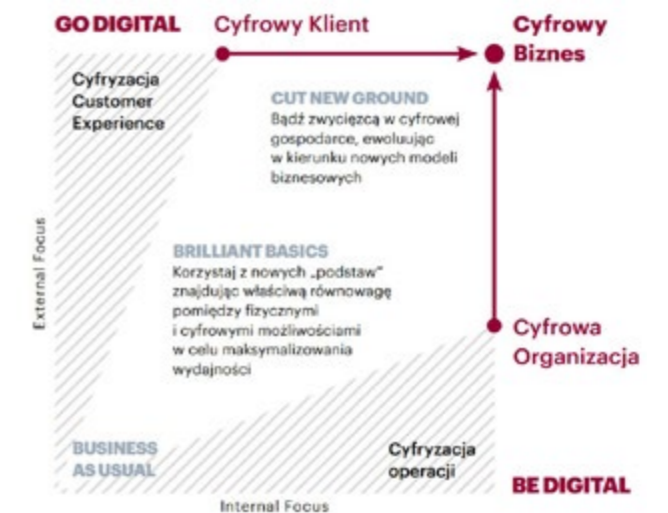 GO DIGITAL
Cyfrowy Klient
Cyfrowy
Biznes
Cyfryzacja
Customer
Experience
CUT NEW GROUND
Bądź zwycięzcą w cyfrowej
gospodarce, ewoluując
w kierunku nowych modeli
biznesowych
External Focus
BRILLIANT BASICS
Korzystaj z nowych „podstaw”
znajdując właściwą równowagę
pomiędzy fizycznymi
i cyfrowymi możliwościami
w celu maksymalizowania
wydajności
Cyfrowa
Organizacja
BUSINESS
AS USUAL
Cyfryzacja
operacji
BE DIGITAL
Internal Focus